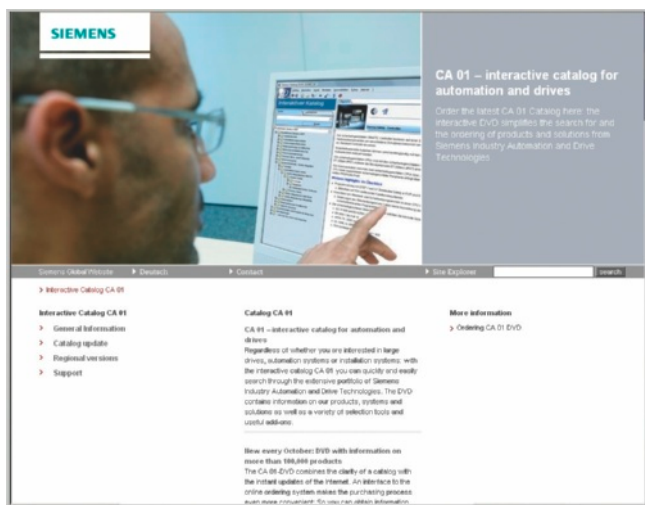 SIEMENS
CA 01 – interactive catalog for
automation and drives
Order the latest CA 01 Catalog here: the
interactive DVD simplifies the search for and
the ordering of products and solutions from
Siemens Industry Automation and Drive
Technologies
Siemens Global Website
Deutsch
Contact
Site Explorer
search
Interactive Catalog CA 01
Interactive Catalog CA 01
General Information
Catalog update
Regional versions
Support
Catalog CA 01
CA 01 – interactive catalog for automation and
drives
Regardless of whether you are interested in large
drives, automation systems or installation systems: with
the interactive catalog CA 01 you can quickly and easily
search through the extensive portfolio of Siemens
Industry Automation and Drive Technologies. The DVD
contains information on our products, systems and
solutions as well as a variety of selection tools and
useful add-ons.
New every October: DVD with information on
more than 100,000 products
The CA 01-DVD combines the clarity of a catalog with
the instant updates of the Internet. An interface to the
online ordering system makes the purchasing process
even more convenient. So you can obtain information
More information
Ordering CA 01 DVD